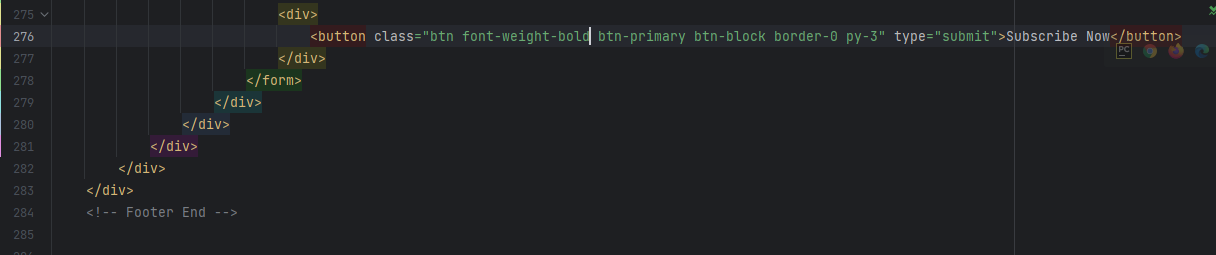 275 <div>
276 <button class="btn font-weight-bold btn-primary btn-block border-0 py-3" type="submit">Subscribe Now</button>
277 </div>
PC
278 </form>
279 </div>
280 </div>
281 </div>
282 </div>
283 </div>
284 <!-- Footer End -->
285